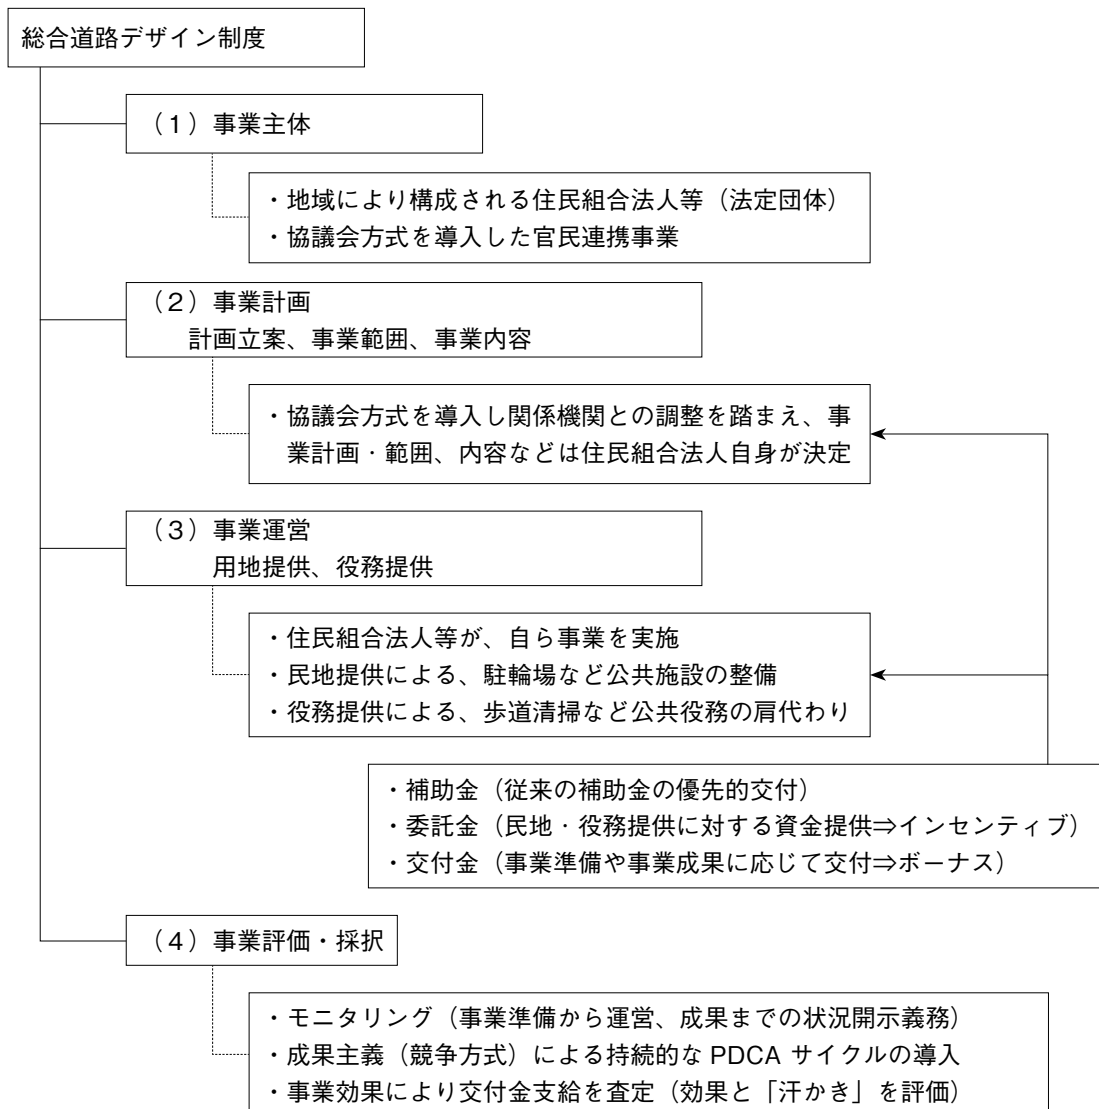 総合道路デザイン制度
（１）事業主体
・地域により構成される住民組合法人等（法定団体）
・協議会方式を導入した官民連携事業
（２）事業計画
計画立案、事業範囲、事業内容
・協議会方式を導入し関係機関との調整を踏まえ、事
業計画・範囲、内容などは住民組合法人自身が決定
（３）事業運営
用地提供、役務提供
・住民組合法人等が、自ら事業を実施
・民地提供による、駐輪場など公共施設の整備
・役務提供による、歩道清掃など公共役務の肩代わり
・補助金（従来の補助金の優先的交付）
・委託金（民地・役務提供に対する資金提供⇒インセンティブ）
・交付金（事業準備や事業成果に応じて交付⇒ボーナス）
（４）事業評価・採択
・モニタリング（事業準備から運営、成果までの状況開示義務）
・成果主義（競争方式）による持続的な PDCA サイクルの導入
・事業効果により交付金支給を査定（効果と「汗かき」を評価）